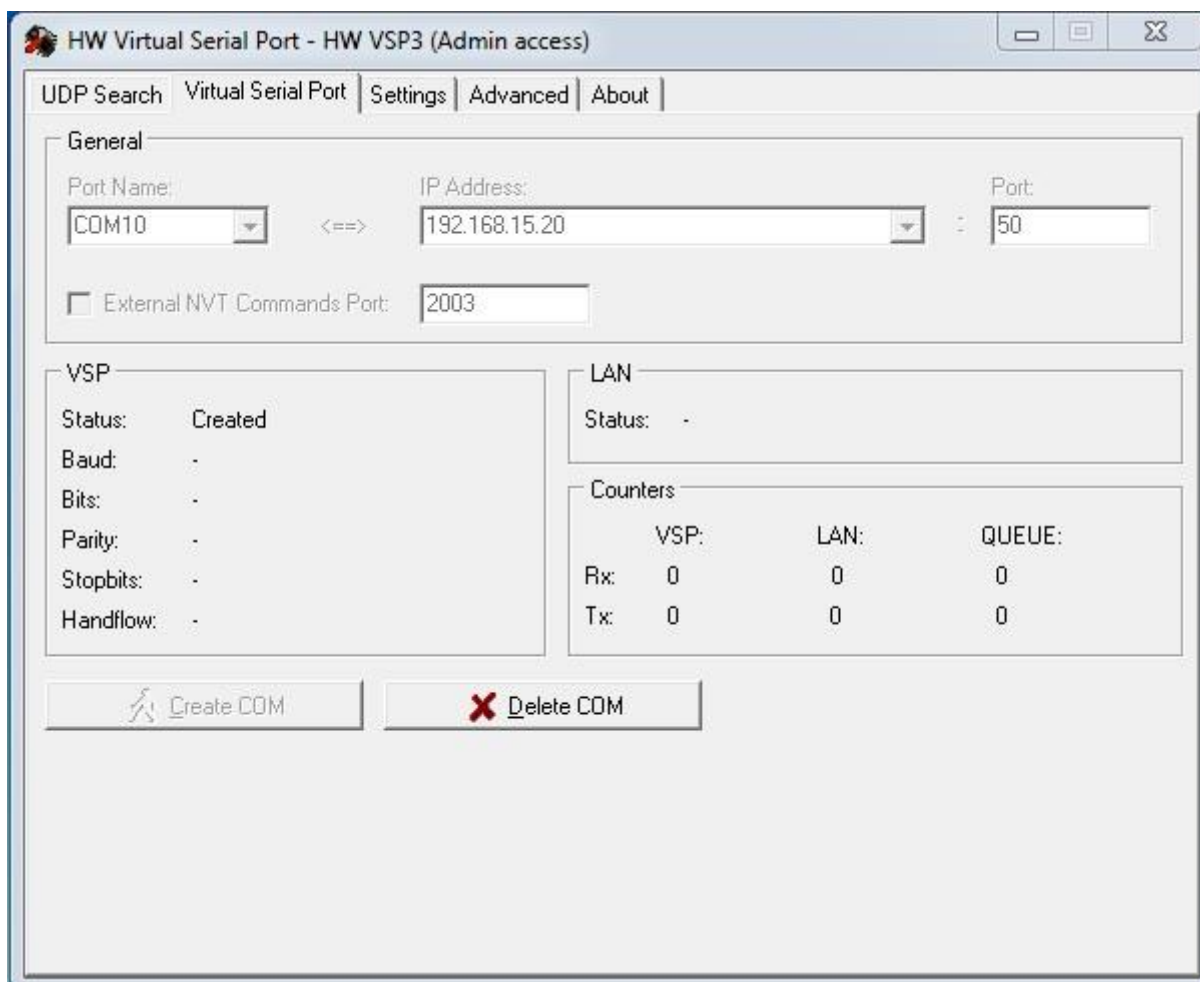 HW Virtual Serial Port - HW VSP3 (Admin access)
UDP Search Virtual Serial Port Settings Advanced About
General
Port Name: IP Address: Port:
COM10 <==> 192.168.15.20 : 50
External NVT Commands Port: 2003
VSP
Status: Created
Baud: -
Bits: -
Parity: -
Stopbits: -
Handflow: -
LAN
Status: -
Counters
VSP: LAN: QUEUE:
Rx: 0 0 0
Tx: 0 0 0
Create COM Delete COM